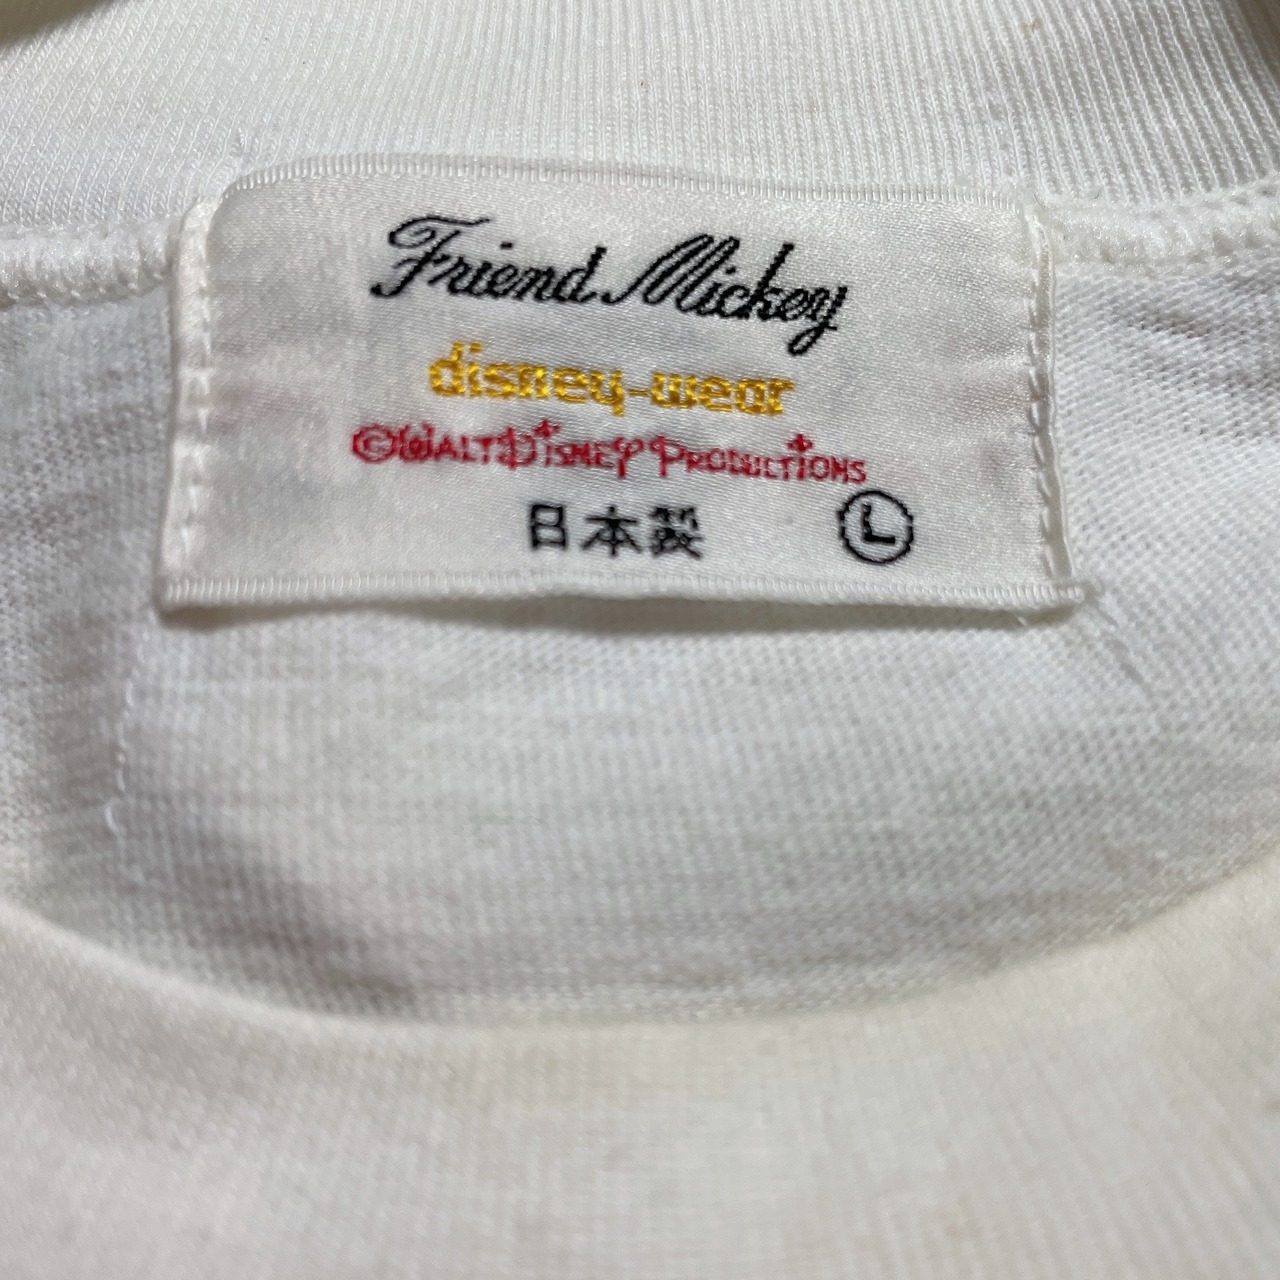 Friend Mickey
disney-wear
©WALT DISNEY PRODUCTIONS
日本製 Ⓛ